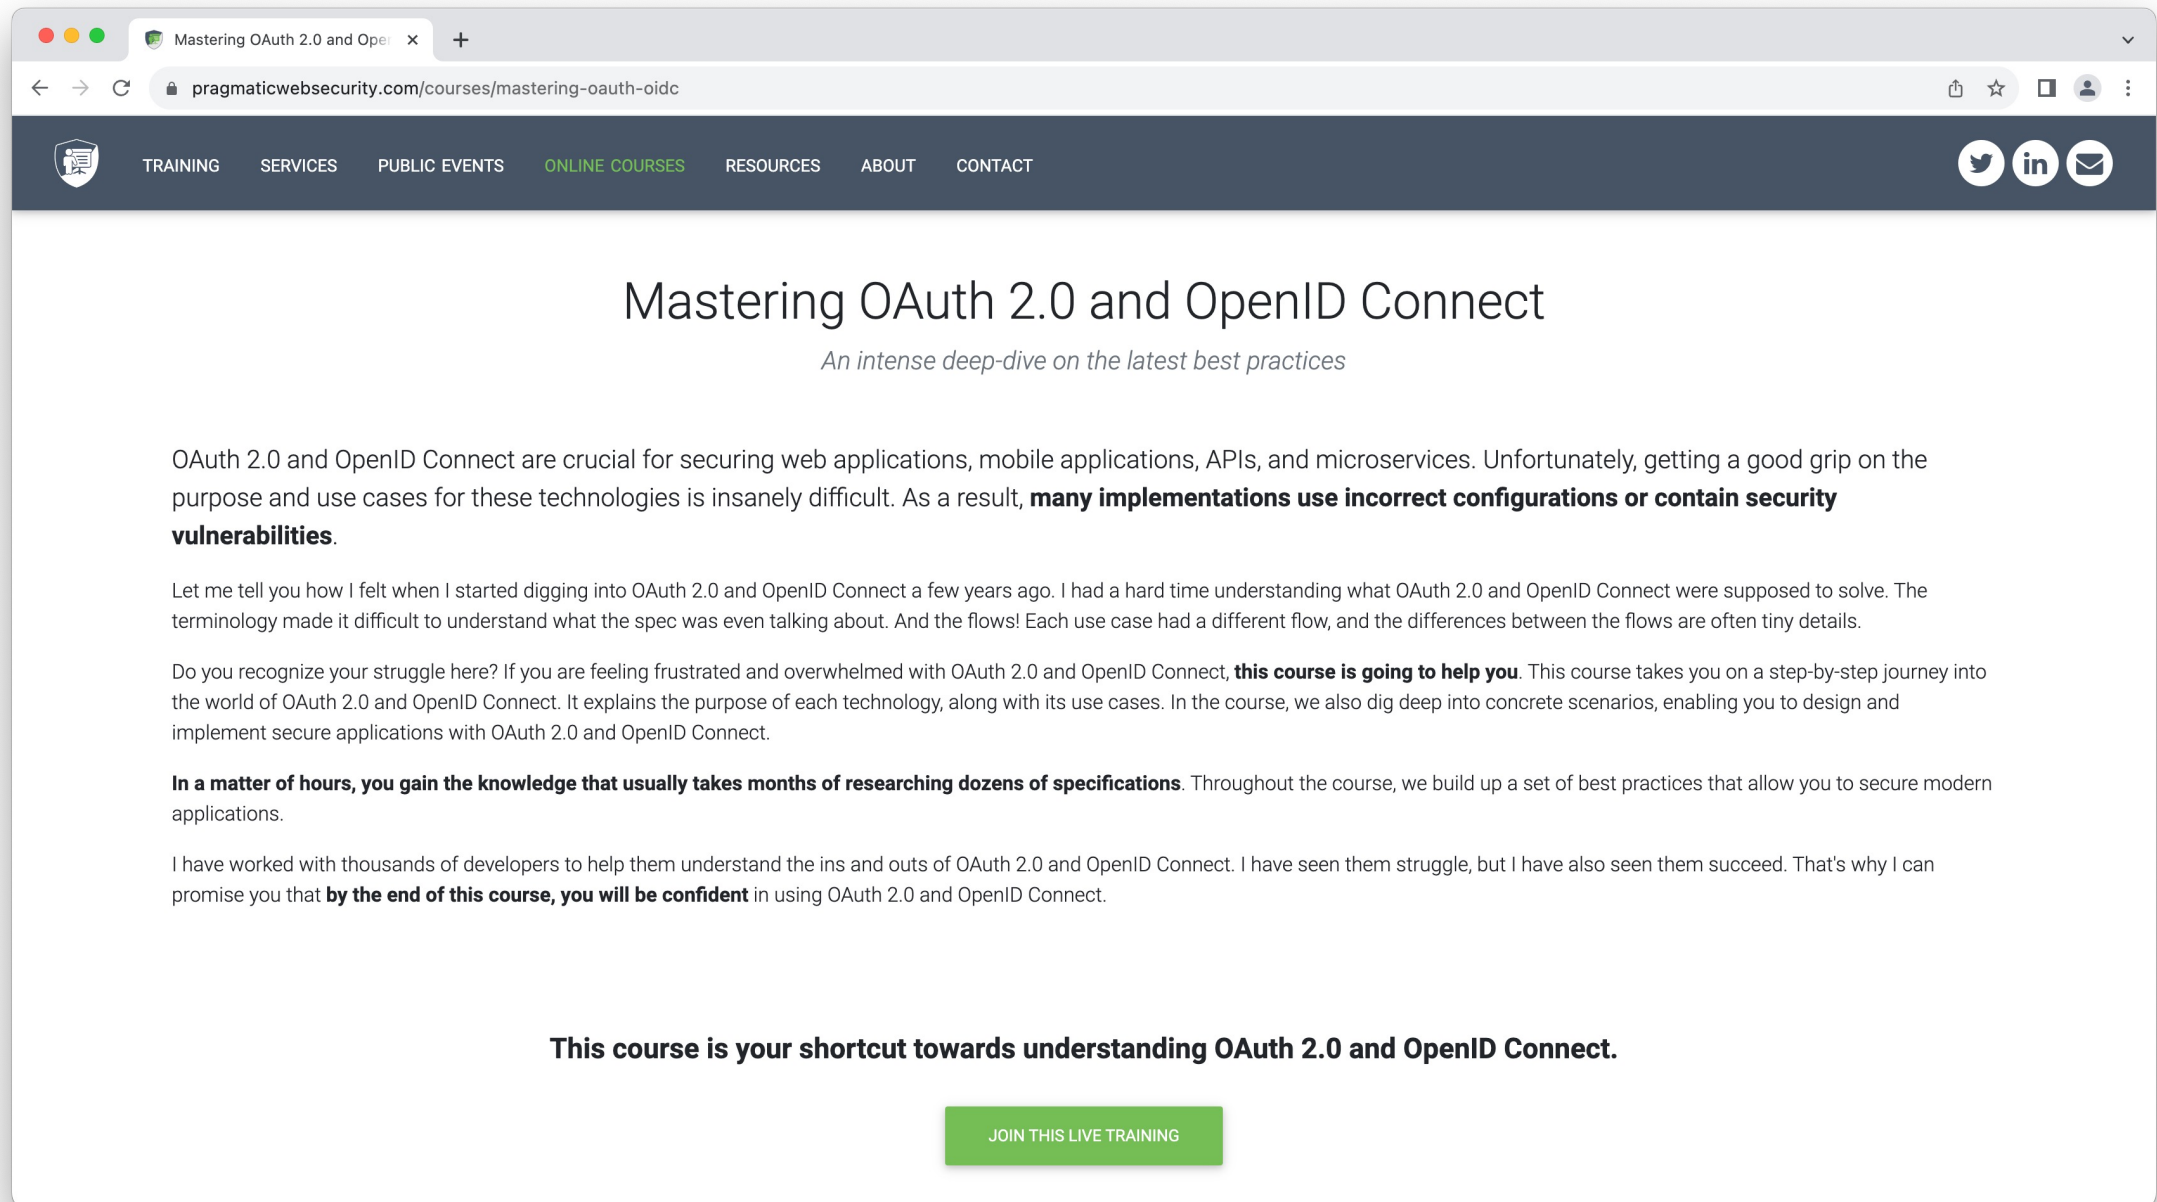 Mastering OAuth 2.0 and Oper
pragmaticwebsecurity.com/courses/mastering-oauth-oidc
TRAINING SERVICES PUBLIC EVENTS ONLINE COURSES RESOURCES ABOUT CONTACT
Mastering OAuth 2.0 and OpenID Connect
An intense deep-dive on the latest best practices
OAuth 2.0 and OpenID Connect are crucial for securing web applications, mobile applications, APIs, and microservices. Unfortunately, getting a good grip on the
purpose and use cases for these technologies is insanely difficult. As a result, many implementations use incorrect configurations or contain security
vulnerabilities.
Let me tell you how I felt when I started digging into OAuth 2.0 and OpenID Connect a few years ago. I had a hard time understanding what OAuth 2.0 and OpenID Connect were supposed to solve. The
terminology made it difficult to understand what the spec was even talking about. And the flows! Each use case had a different flow, and the differences between the flows are often tiny details.
Do you recognize your struggle here? If you are feeling frustrated and overwhelmed with OAuth 2.0 and OpenID Connect, this course is going to help you. This course takes you on a step-by-step journey into
the world of OAuth 2.0 and OpenID Connect. It explains the purpose of each technology, along with its use cases. In the course, we also dig deep into concrete scenarios, enabling you to design and
implement secure applications with OAuth 2.0 and OpenID Connect.
In a matter of hours, you gain the knowledge that usually takes months of researching dozens of specifications. Throughout the course, we build up a set of best practices that allow you to secure modern
applications.
I have worked with thousands of developers to help them understand the ins and outs of OAuth 2.0 and OpenID Connect. I have seen them struggle, but I have also seen them succeed. That's why I can
promise you that by the end of this course, you will be confident in using OAuth 2.0 and OpenID Connect.
This course is your shortcut towards understanding OAuth 2.0 and OpenID Connect.
JOIN THIS LIVE TRAINING